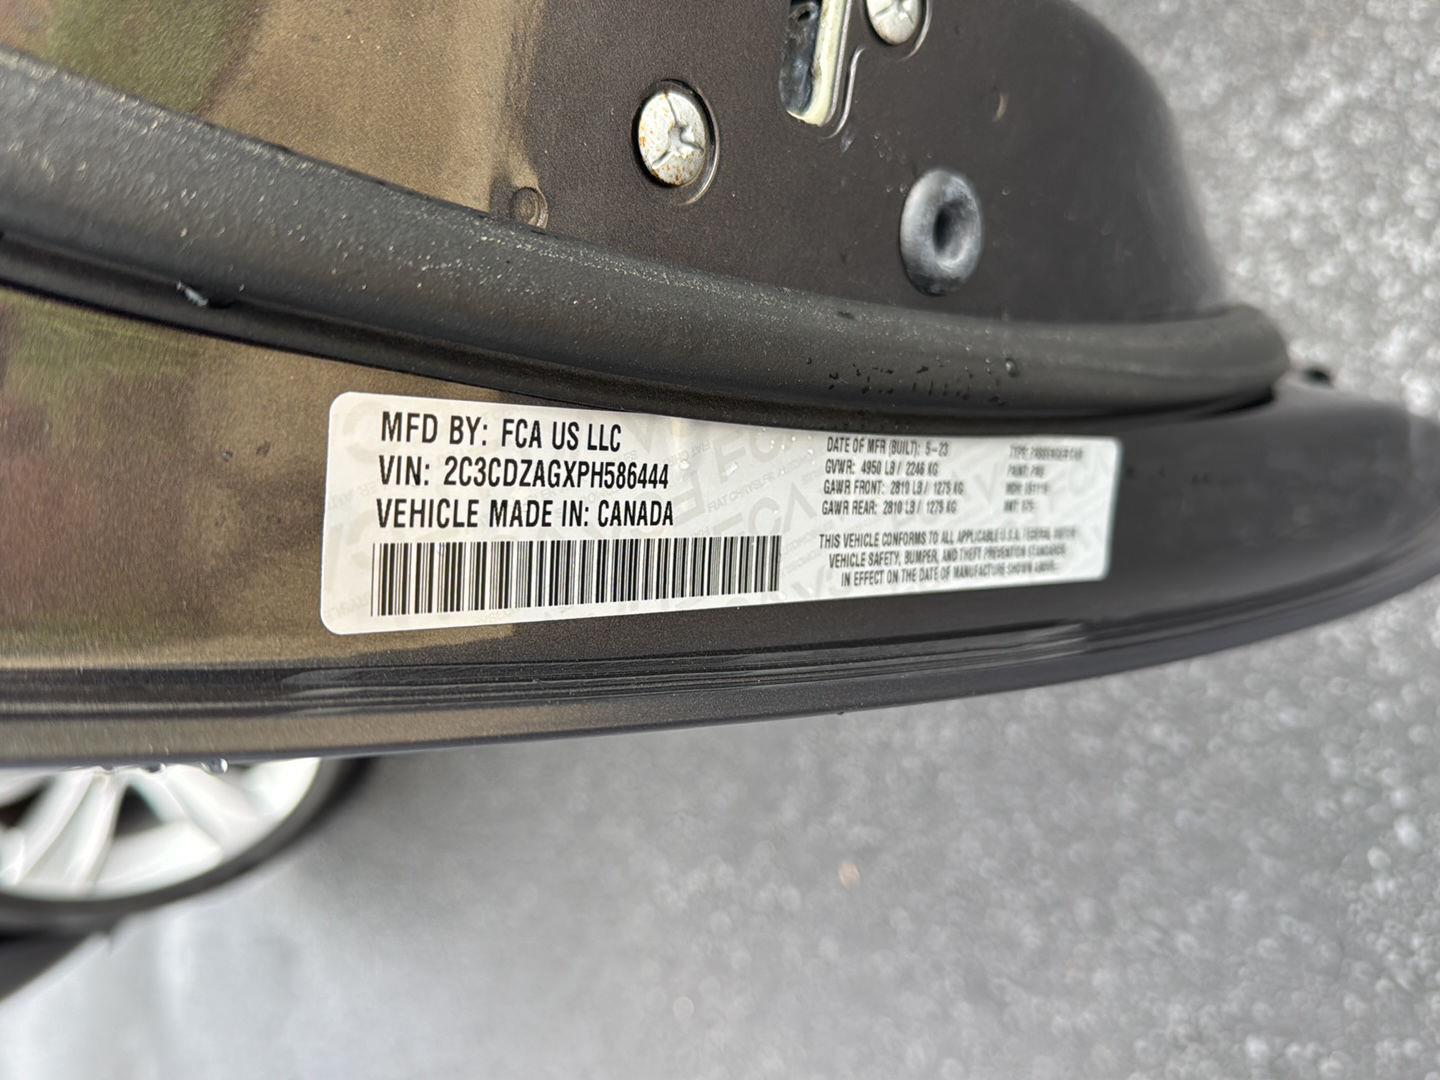 MFD BY: FCA US LLC
VIN: 2C3CDZAGXPH586444
VEHICLE MADE IN: CANADA
DATE OF MFR (BUILT): 5-23
GVWR: 4950 LB / 2246 KG
GAWR FRONT: 2810 LB / 1275 KG
GAWR REAR: 2810 LB / 1275 KG
TYPE: PASSENGER CAR
THIS VEHICLE CONFORMS TO ALL APPLICABLE U.S.A. FEDERAL MOTOR
VEHICLE SAFETY, BUMPER, AND THEFT PREVENTION STANDARDS
IN EFFECT ON THE DATE OF MANUFACTURE SHOWN ABOVE.